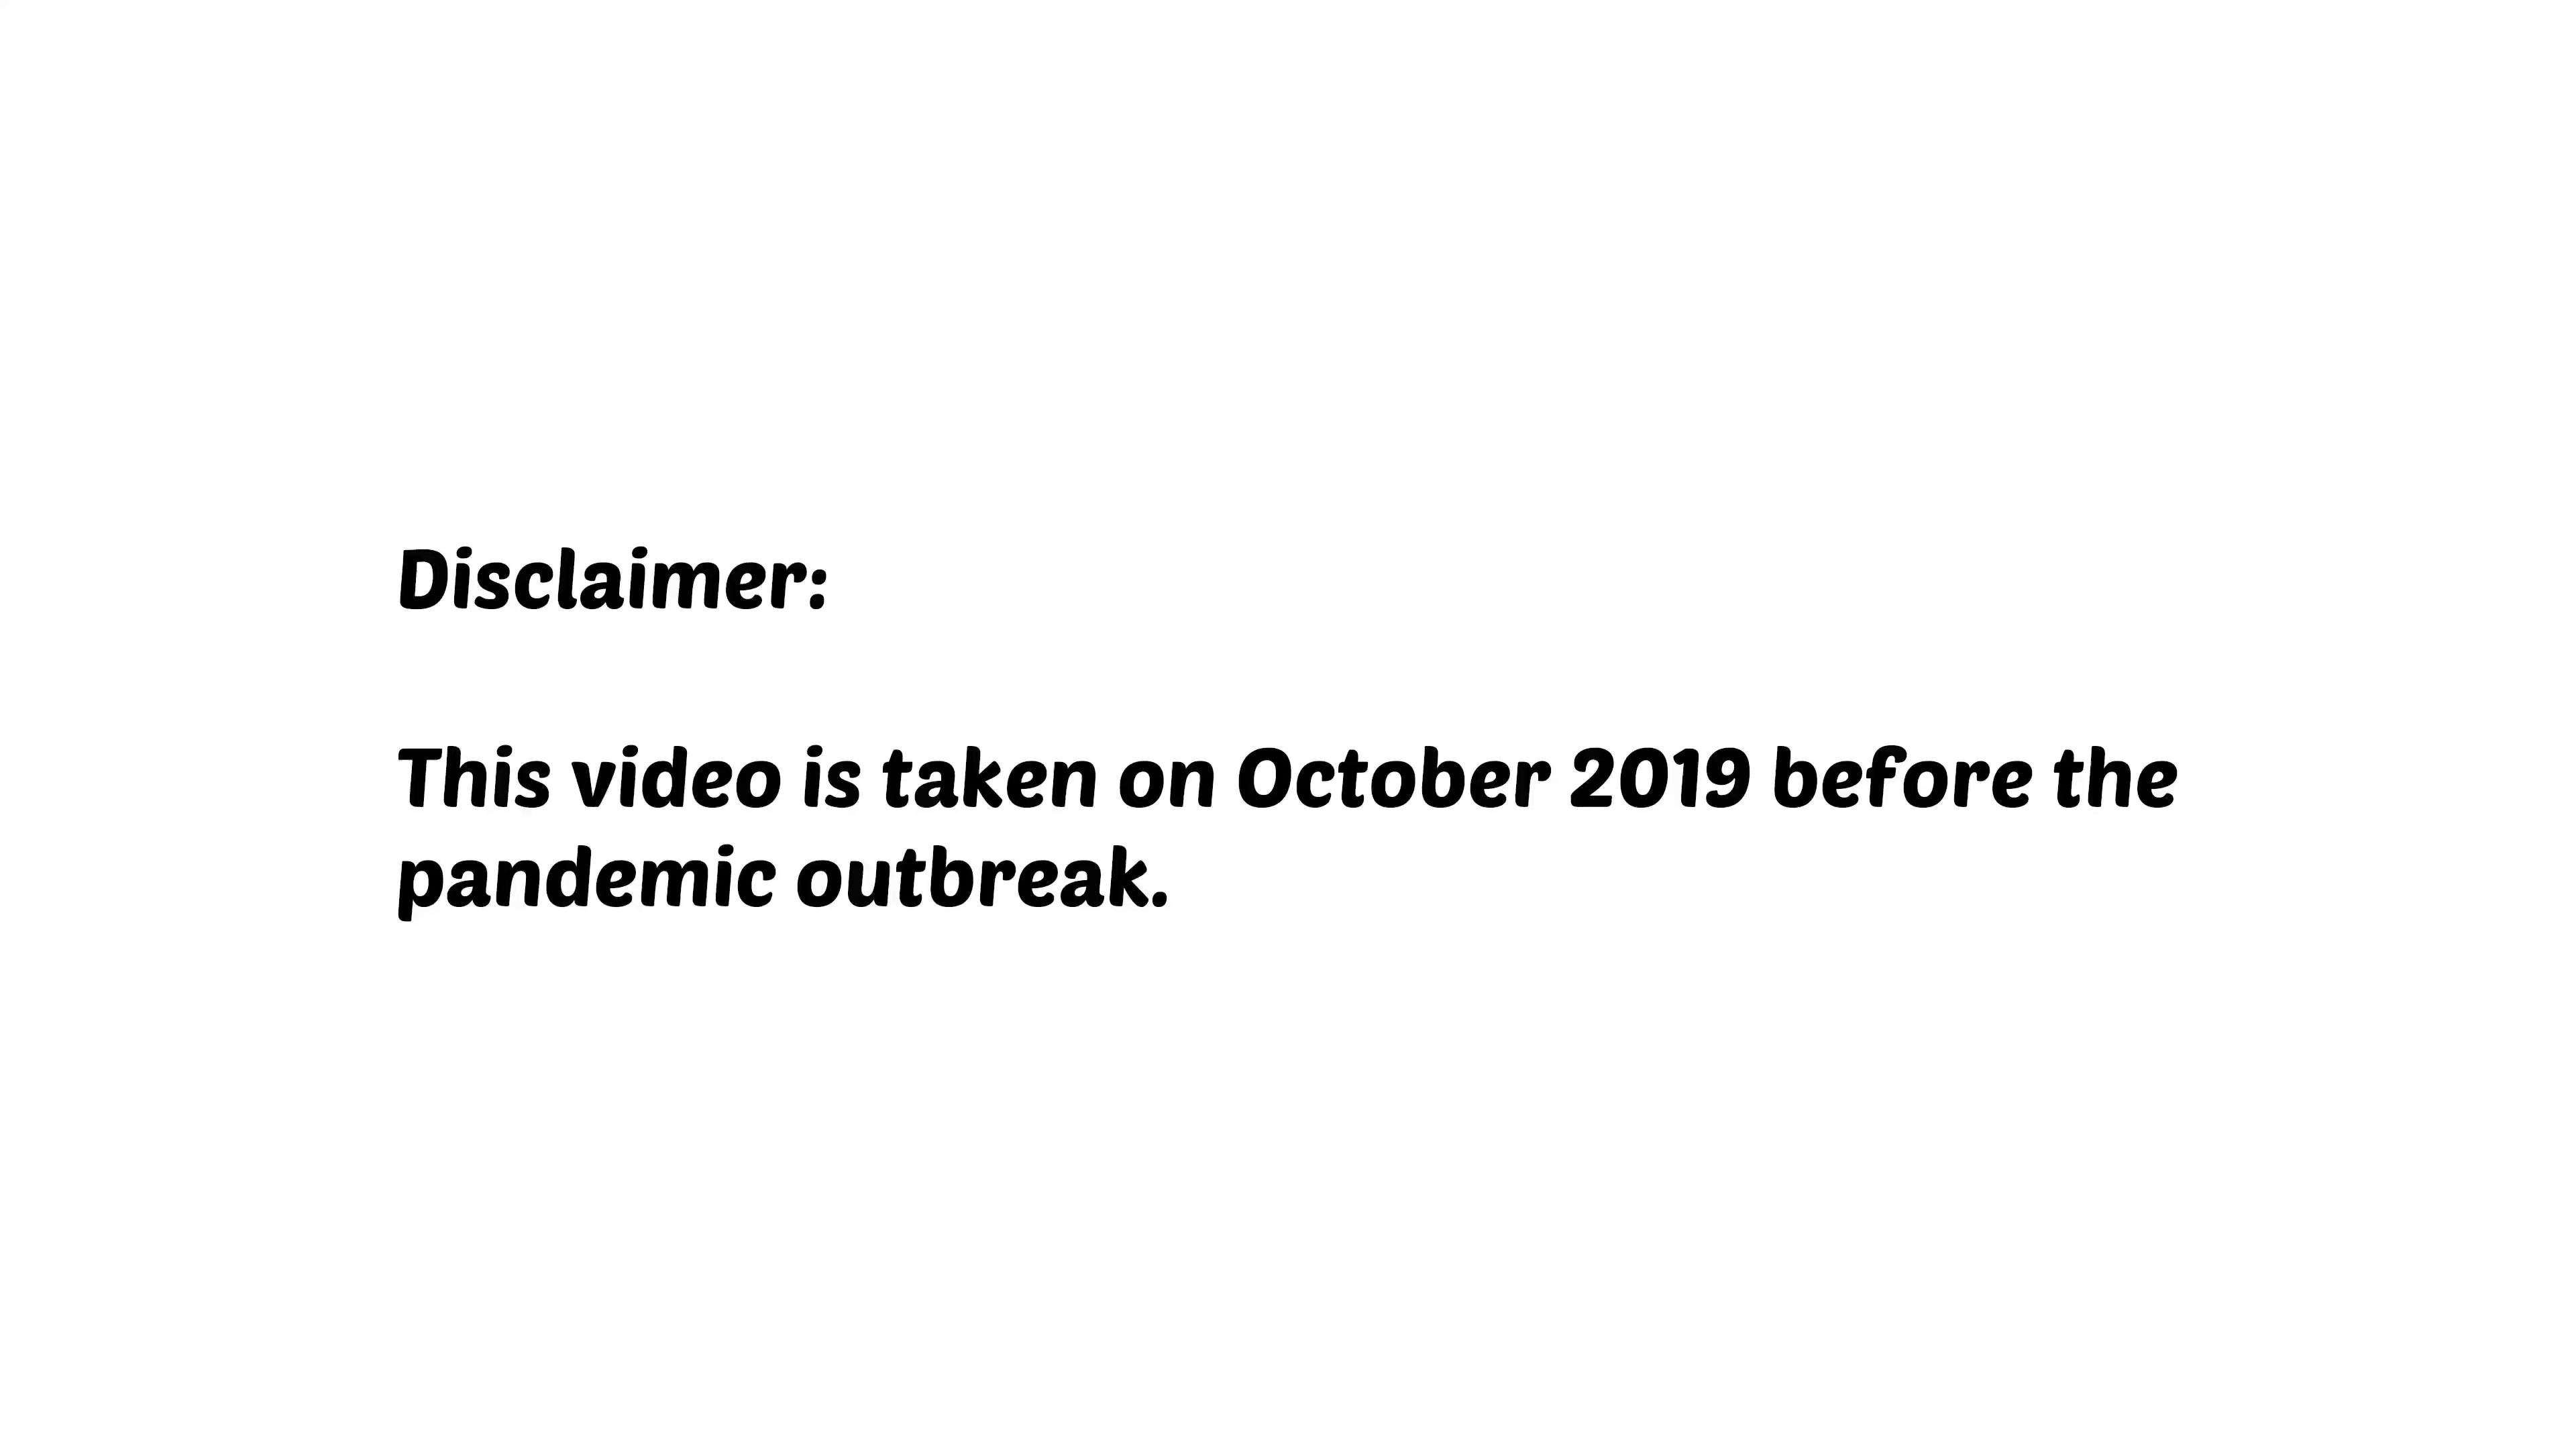 Disclaimer:
This video is taken on October 2019 before the
pandemic outbreak.